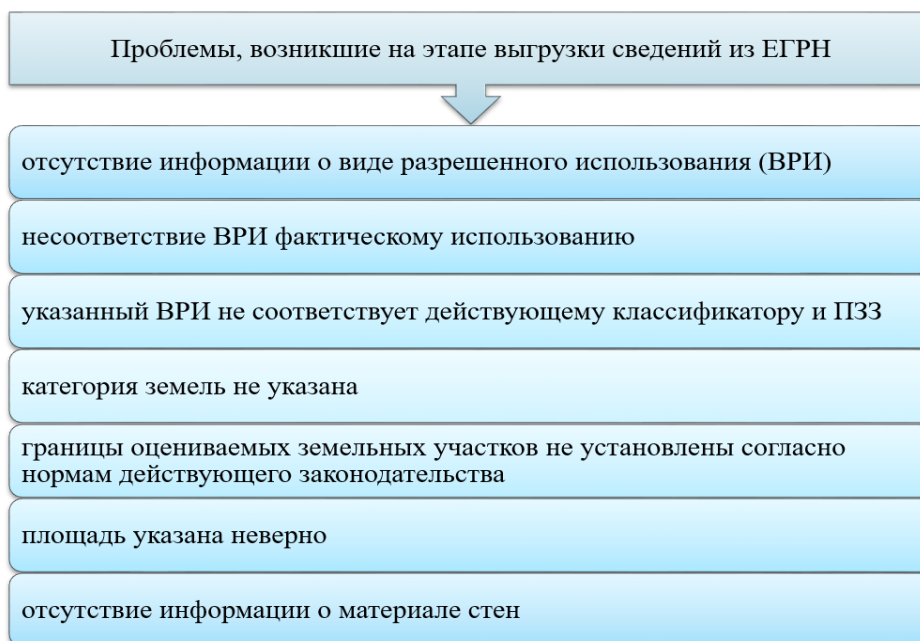 Проблемы, возникшие на этапе выгрузки сведений из ЕГРН
отсутствие информации о виде разрешенного использования (ВРИ)
несоответствие ВРИ фактическому использованию
указанный ВРИ не соответствует действующему классификатору и ПЗЗ
категория земель не указана
границы оцениваемых земельных участков не установлены согласно
нормам действующего законодательства
площадь указана неверно
отсутствие информации о материале стен